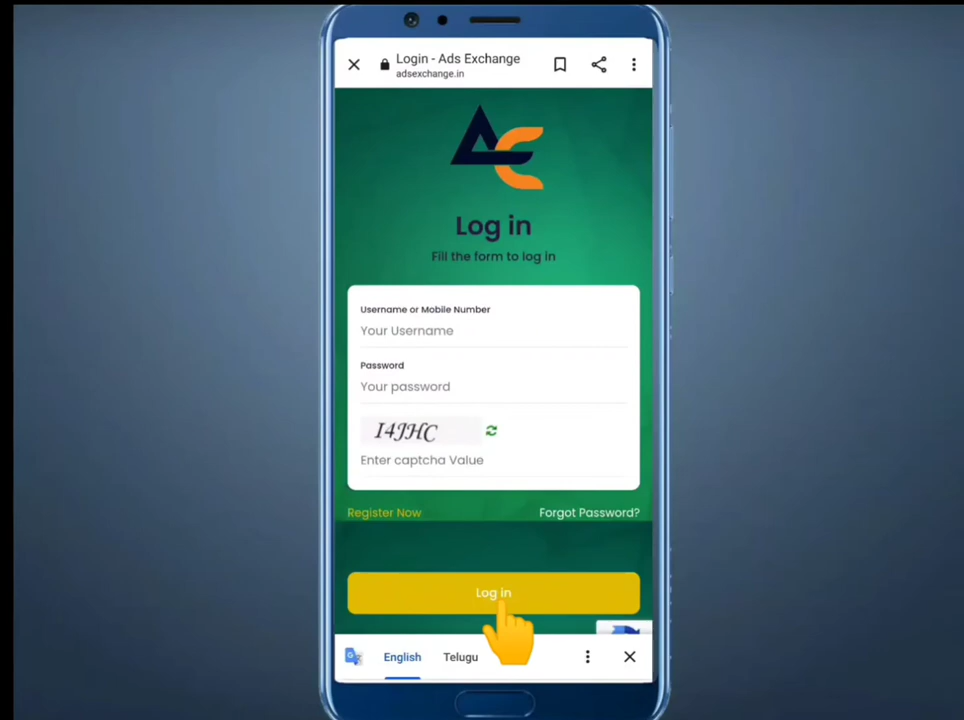 Login - Ads Exchange
adsexchange.in
Log in
Fill the form to log in
Username or Mobile Number
Your Username
Password
Your password
I4JHC
Enter captcha Value
Register Now
Forgot Password?
Log in
English
Telugu